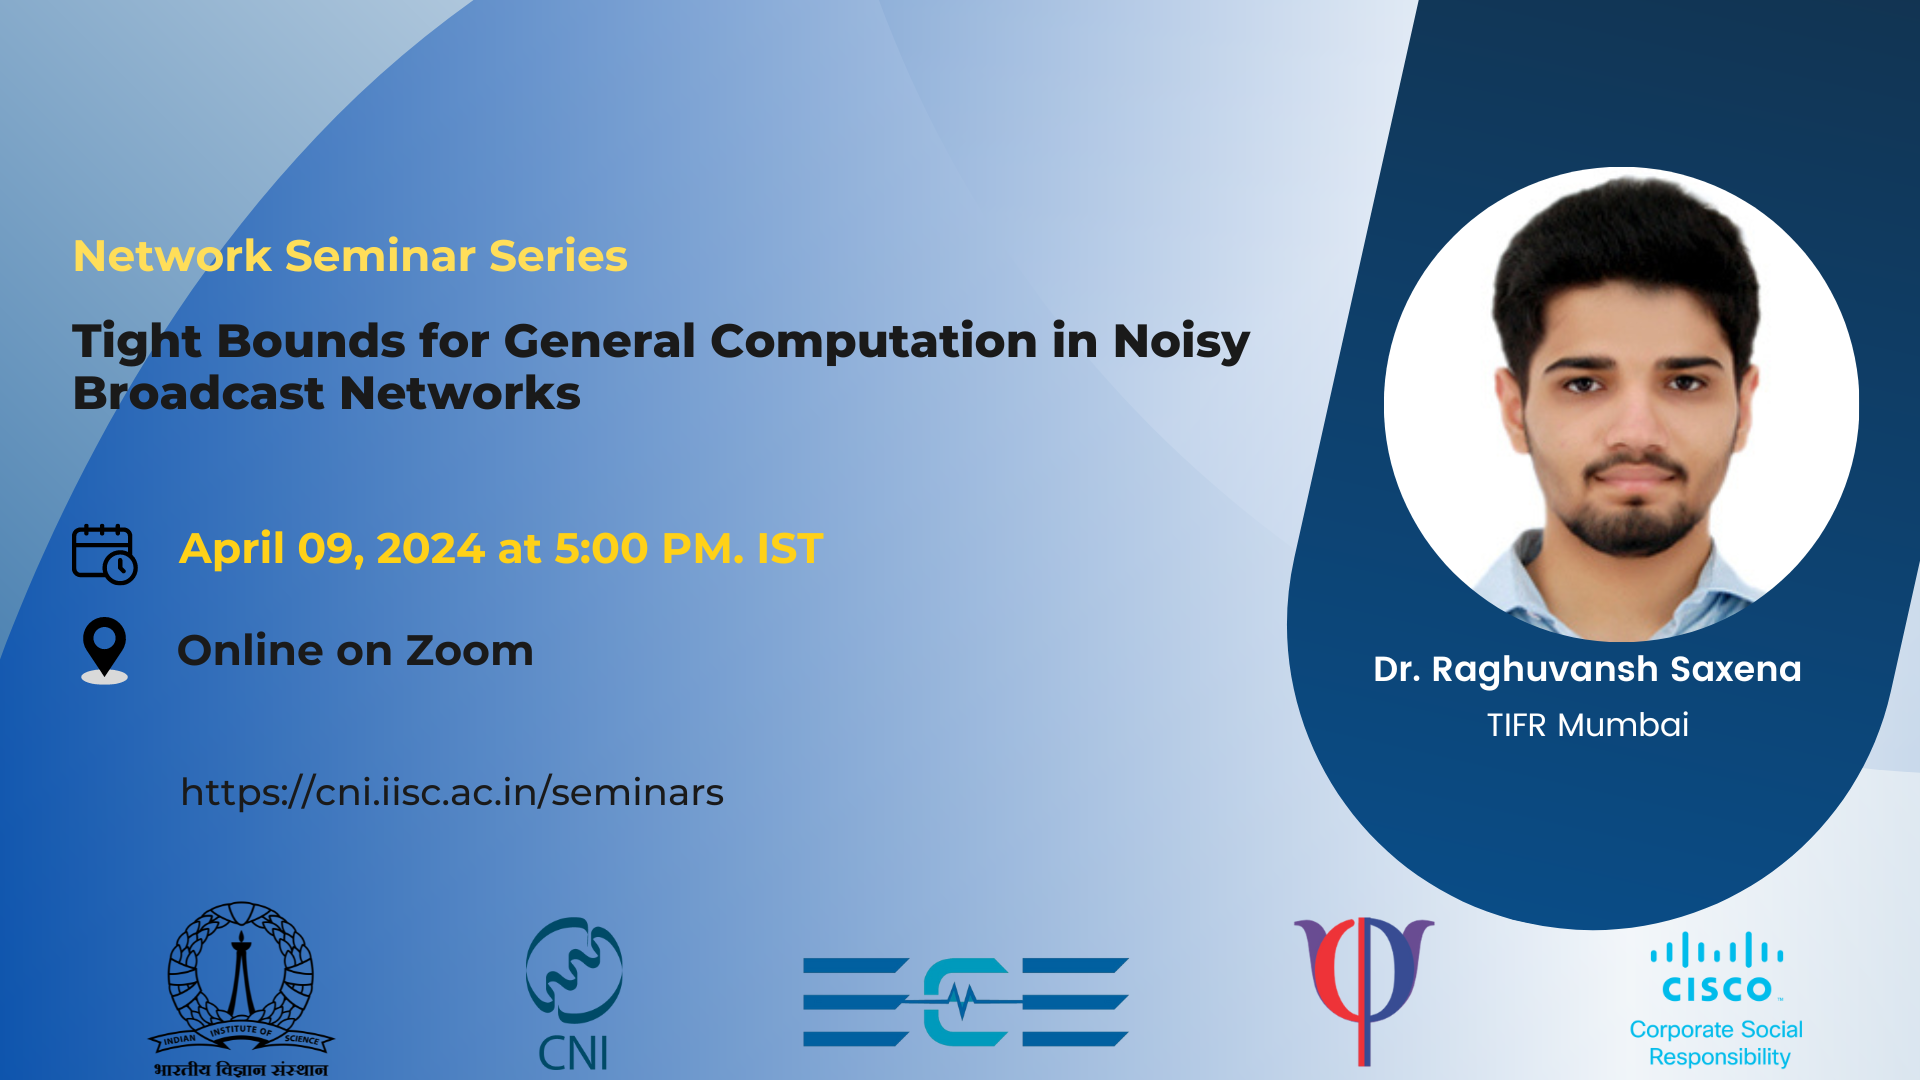 Network Seminar Series
Tight Bounds for General Computation in Noisy
Broadcast Networks
April 09, 2024 at 5:00 PM. IST
Online on Zoom
https://cni.iisc.ac.in/seminars
Dr. Raghuvansh Saxena
TIFR Mumbai
INDIAN INSTITUTE OF SCIENCE
भारतीय विज्ञान संस्थान
CNI
ECE
CISCO
Corporate Social
Responsibility